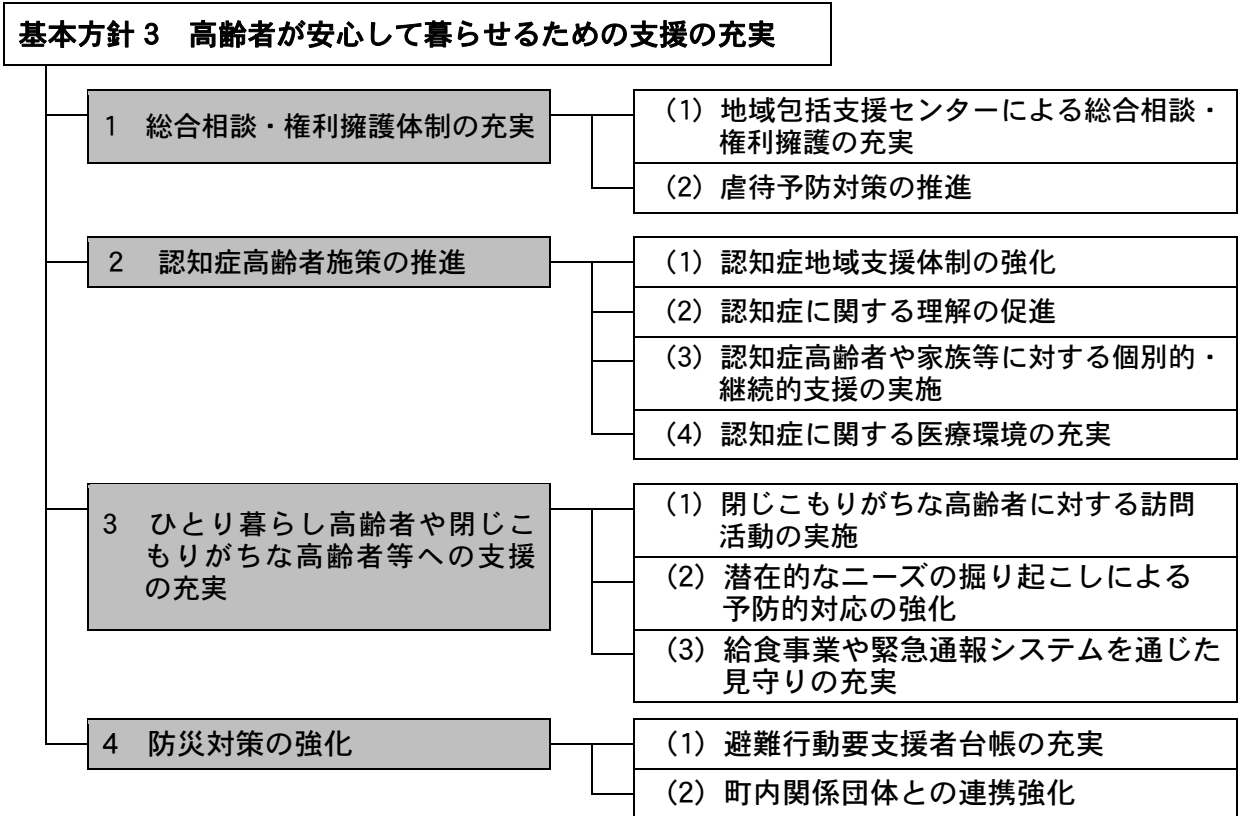 基本方針3　高齢者が安心して暮らせるための支援の充実
1　総合相談・権利擁護体制の充実
(1) 地域包括支援センターによる総合相談・
権利擁護の充実
(2) 虐待予防対策の推進
2　認知症高齢者施策の推進
(1) 認知症地域支援体制の強化
(2) 認知症に関する理解の促進
(3) 認知症高齢者や家族等に対する個別的・
継続的支援の実施
(4) 認知症に関する医療環境の充実
3　ひとり暮らし高齢者や閉じこ
もりがちな高齢者等への支援
の充実
(1) 閉じこもりがちな高齢者に対する訪問
活動の実施
(2) 潜在的なニーズの掘り起こしによる
予防的対応の強化
(3) 給食事業や緊急通報システムを通じた
見守りの充実
4　防災対策の強化
(1) 避難行動要支援者台帳の充実
(2) 町内関係団体との連携強化